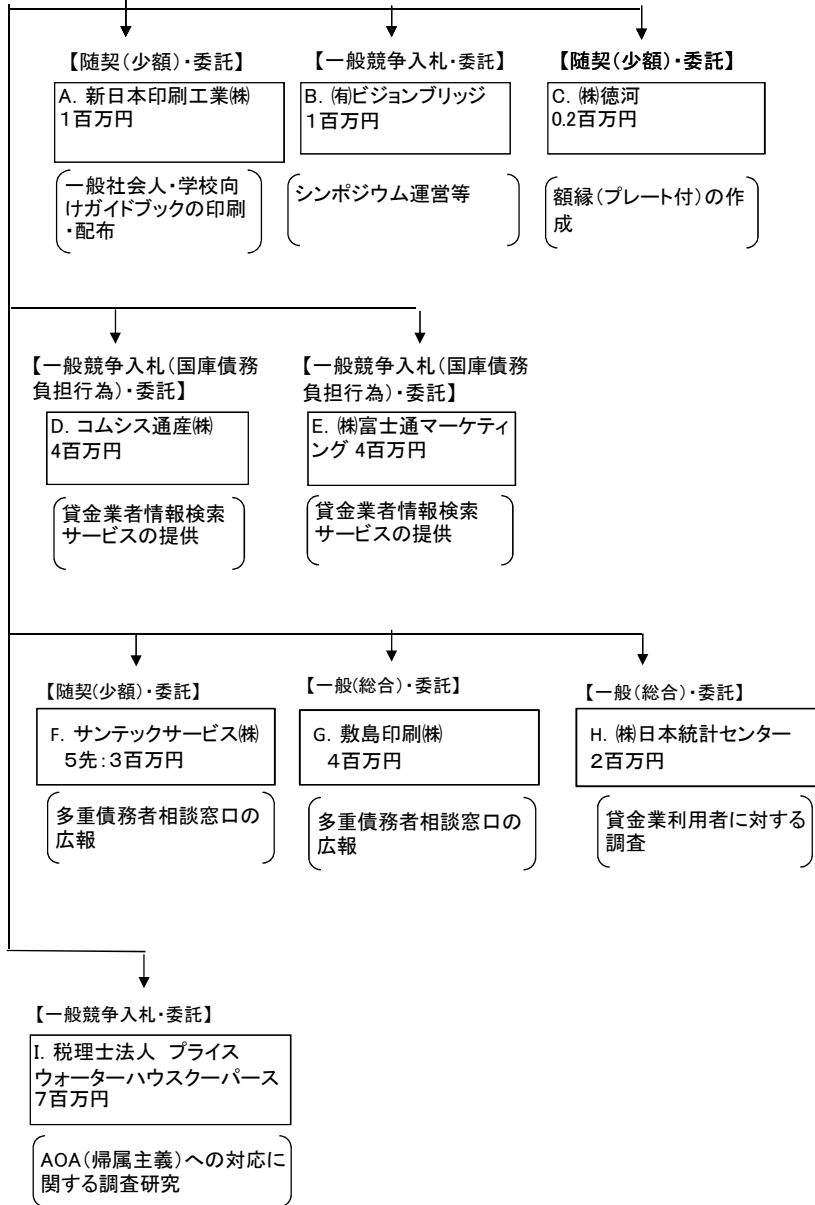 【随契(少額)・委託】
A. 新日本印刷工業㈱
1百万円
一般社会人・学校向
けガイドブックの印刷
・配布
【一般競争入札・委託】
B. ㈲ビジョンブリッジ
1百万円
シンポジウム運営等
【随契(少額)・委託】
C. ㈱徳河
0.2百万円
額縁(プレート付)の作
成
【一般競争入札(国庫債務
負担行為)・委託】
D. コムシス通産㈱
4百万円
貸金業者情報検索
サービスの提供
【一般競争入札(国庫債務
負担行為)・委託】
E. ㈱富士通マーケティ
ング 4百万円
貸金業者情報検索
サービスの提供
【随契(少額)・委託】
F. サンテックサービス㈱
5先:3百万円
多重債務者相談窓口の
広報
【一般(総合)・委託】
G. 敷島印刷㈱
4百万円
多重債務者相談窓口の
広報
【一般(総合)・委託】
H. ㈱日本統計センター
2百万円
貸金業利用者に対する
調査
【一般競争入札・委託】
I. 税理士法人 プライス
ウォーターハウスクーパース
7百万円
AOA(帰属主義)への対応に
関する調査研究